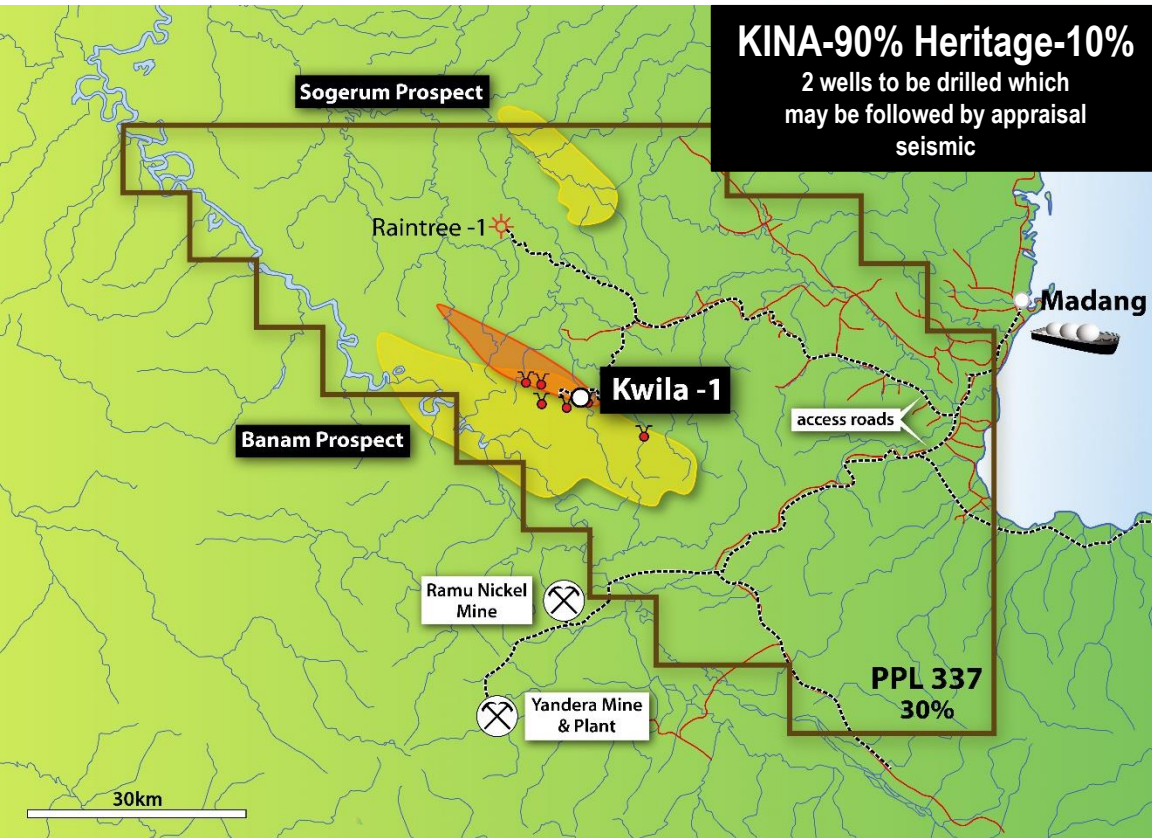 KINA-90% Heritage-10%
2 wells to be drilled which
may be followed by appraisal
seismic
Sogerum Prospect
Raintree -1
Madang
Kwila -1
access roads
Banam Prospect
Ramu Nickel
Mine
Yandera Mine
& Plant
PPL 337
30%
30km